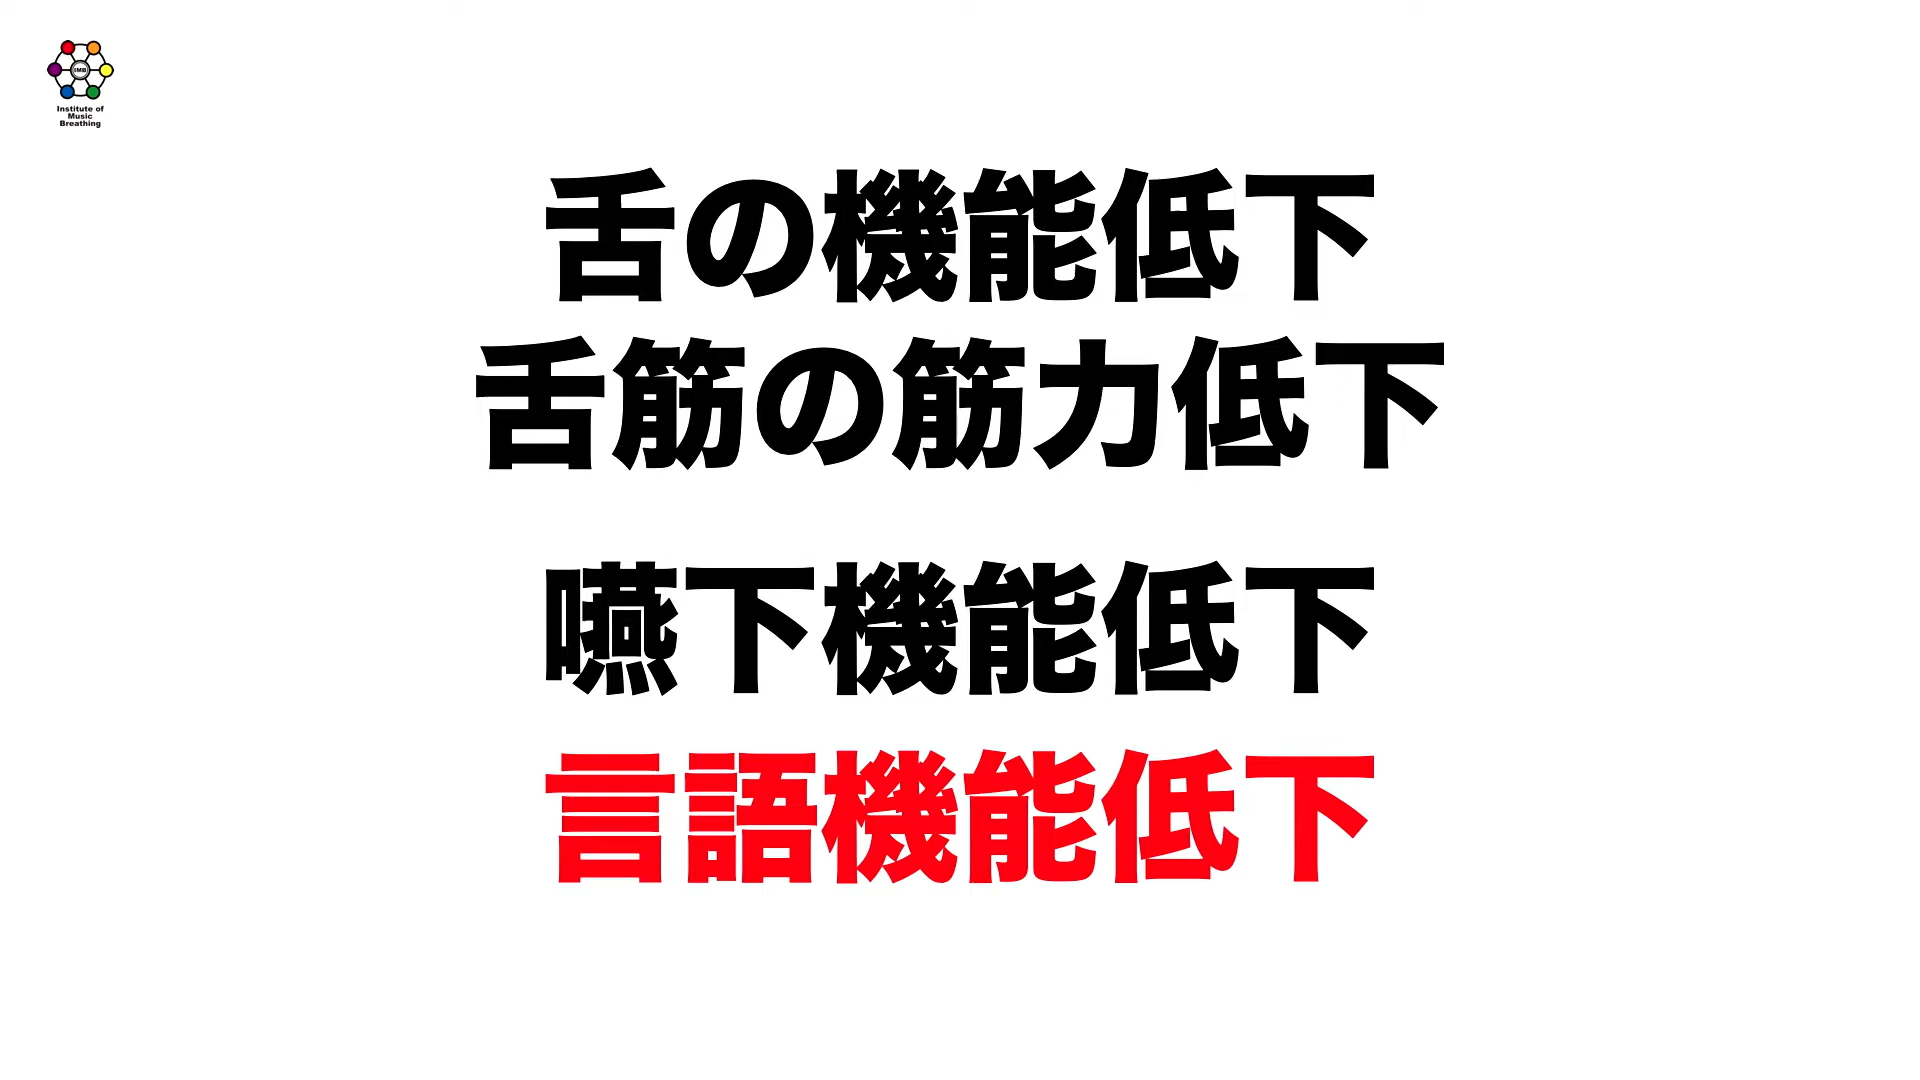 IMB
Institute of
Music
Breathing
舌の機能低下
舌筋の筋力低下
嚥下機能低下
言語機能低下